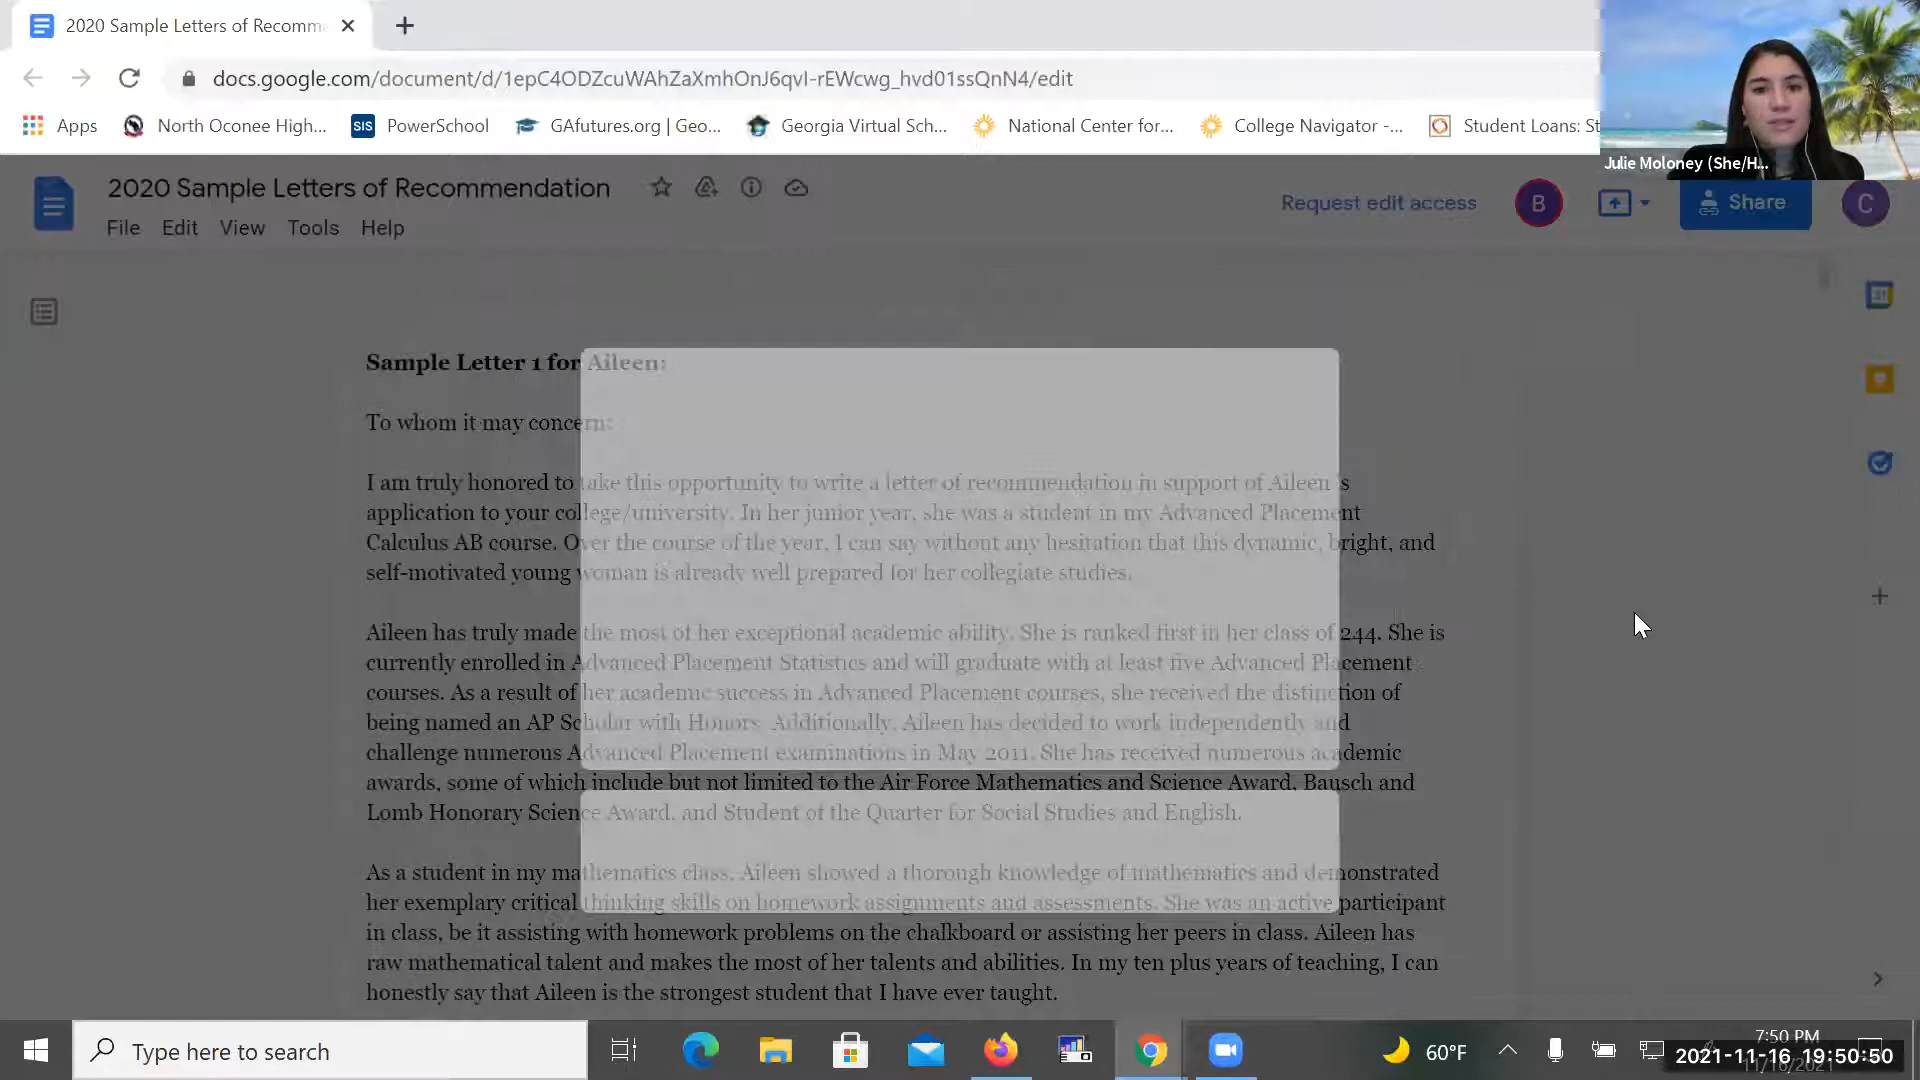 2020 Sample Letters of Recomm
docs.google.com/document/d/1epC4ODZcuWAhZaXmhOnJ6qvI-rEWcwg_hvd01ssQnN4/edit
Apps
North Oconee High...
SIS
PowerSchool
GAfutures.org | Geo...
Georgia Virtual Sch...
National Center for...
College Navigator -...
Student Loans: St
Julie Moloney (She/H...
2020 Sample Letters of Recommendation
File Edit View Tools Help
Request edit access
B
Share
C
31
Sample Letter 1 for Aileen:
To whom it may concern:
I am truly honored to take this opportunity to write a letter of recommendation in support of Aileen's
application to your college/university. In her junior year, she was a student in my Advanced Placement
Calculus AB course. Over the course of the year, I can say without any hesitation that this dynamic, bright, and
self-motivated young woman is already well prepared for her collegiate studies.
Aileen has truly made the most of her exceptional academic ability. She is ranked first in her class of 244. She is
currently enrolled in Advanced Placement Statistics and will graduate with at least five Advanced Placement
courses. As a result of her academic success in Advanced Placement courses, she received the distinction of
being named an AP Scholar with Honors. Additionally, Aileen has decided to work independently and
challenge numerous Advanced Placement examinations in May 2011. She has received numerous academic
awards, some of which include but not limited to the Air Force Mathematics and Science Award, Bausch and
Lomb Honorary Science Award, and Student of the Quarter for Social Studies and English.
As a student in my mathematics class, Aileen showed a thorough knowledge of mathematics and demonstrated
her exemplary critical thinking skills on homework assignments and assessments. She was an active participant
in class, be it assisting with homework problems on the chalkboard or assisting her peers in class. Aileen has
raw mathematical talent and makes the most of her talents and abilities. In my ten plus years of teaching, I can
honestly say that Aileen is the strongest student that I have ever taught.
Type here to search
60°F
7:50 PM
2021-11-16 19:50:50
11/16/2021